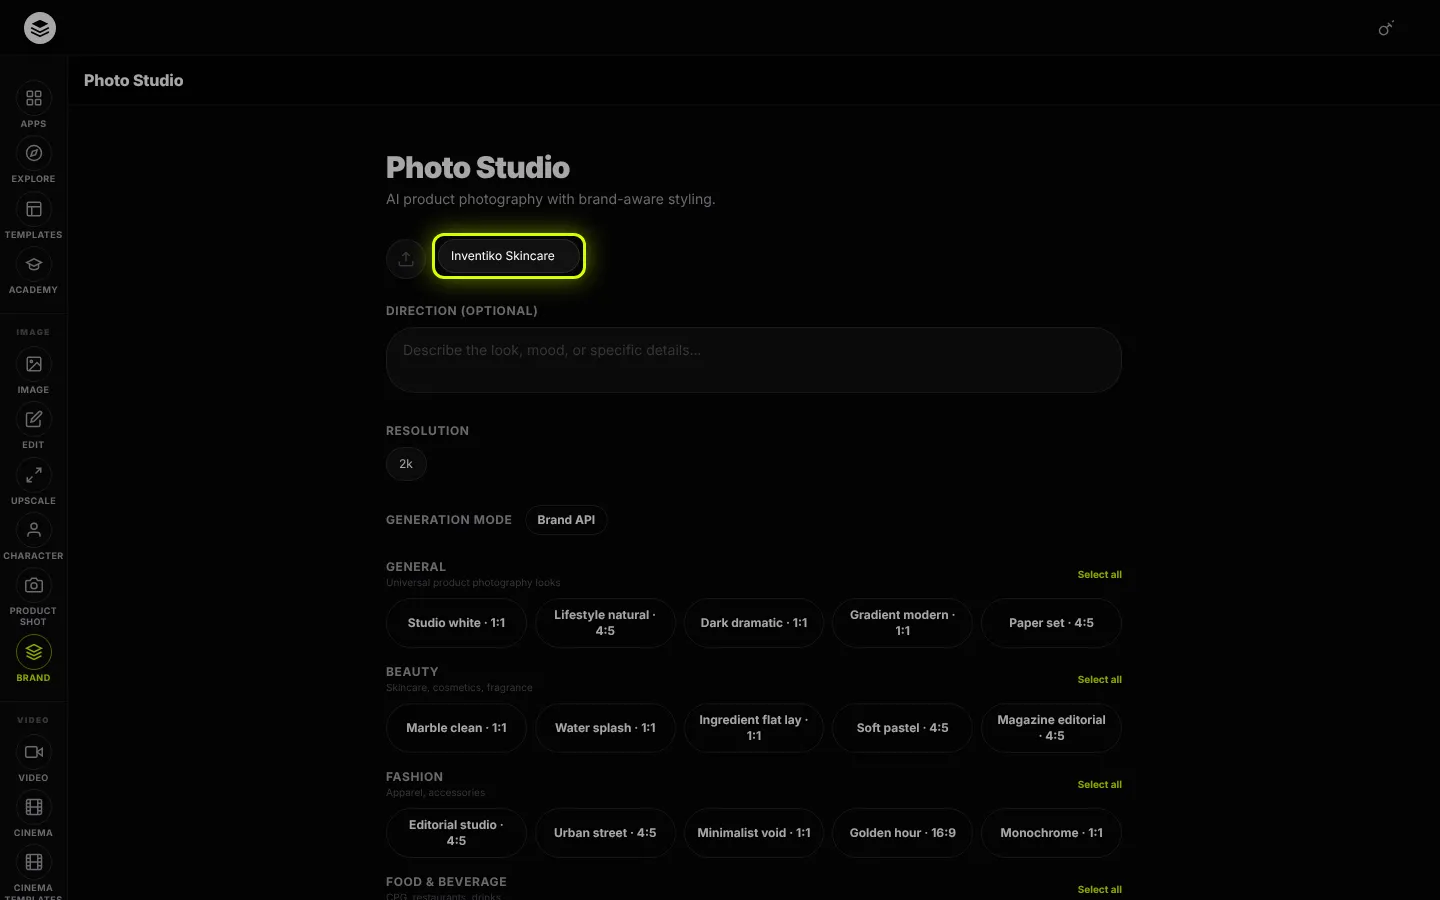 Photo Studio
APPS
EXPLORE
TEMPLATES
ACADEMY
IMAGE
IMAGE
EDIT
UPSCALE
CHARACTER
PRODUCT
SHOT
BRAND
VIDEO
VIDEO
CINEMA
CINEMA
TEMPLATES
Photo Studio
AI product photography with brand-aware styling.
Inventiko Skincare
DIRECTION (OPTIONAL)
Describe the look, mood, or specific details...
RESOLUTION
2k
GENERATION MODE Brand API
GENERAL
Universal product photography looks
Select all
Studio white · 1:1
Lifestyle natural ·
4:5
Dark dramatic · 1:1
Gradient modern ·
1:1
Paper set · 4:5
BEAUTY
Skincare, cosmetics, fragrance
Select all
Marble clean · 1:1
Water splash · 1:1
Ingredient flat lay ·
1:1
Soft pastel · 4:5
Magazine editorial
· 4:5
FASHION
Apparel, accessories
Select all
Editorial studio ·
4:5
Urban street · 4:5
Minimalist void · 1:1
Golden hour · 16:9
Monochrome · 1:1
FOOD & BEVERAGE
CPG, restaurants, drinks
Select all